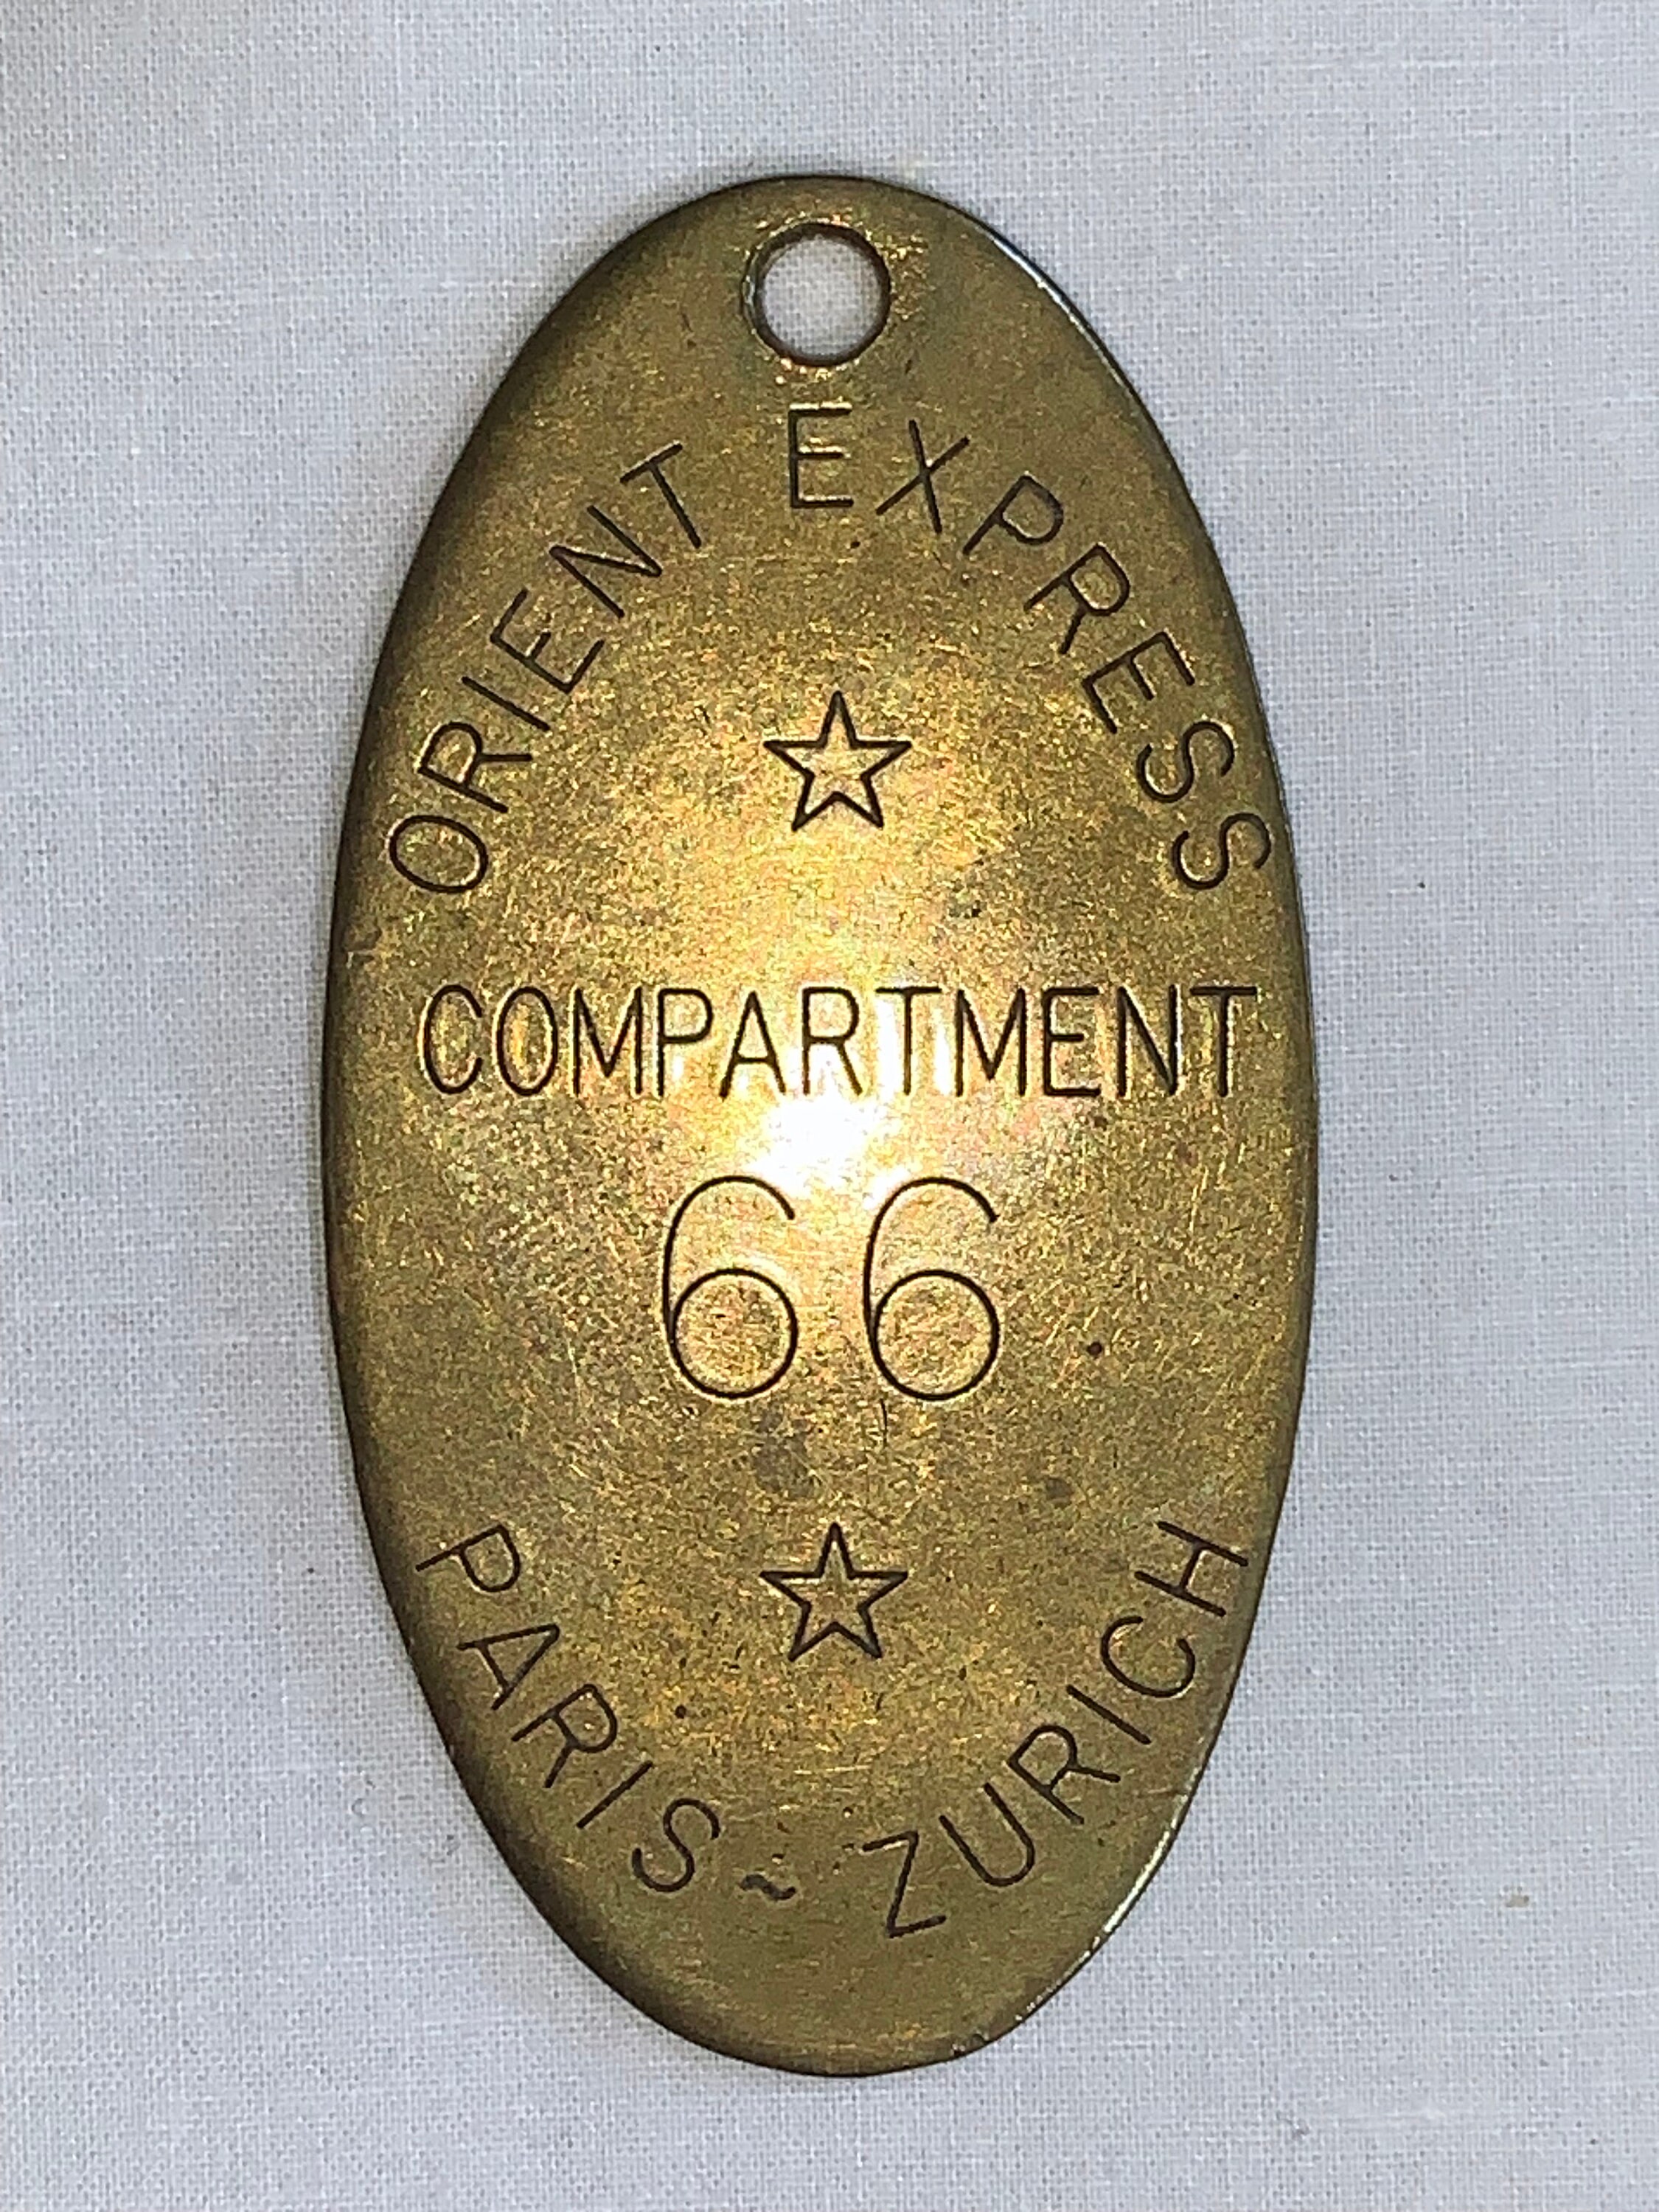 ORIENT EXPRESS
COMPARTMENT
66
PARIS ~ ZURICH